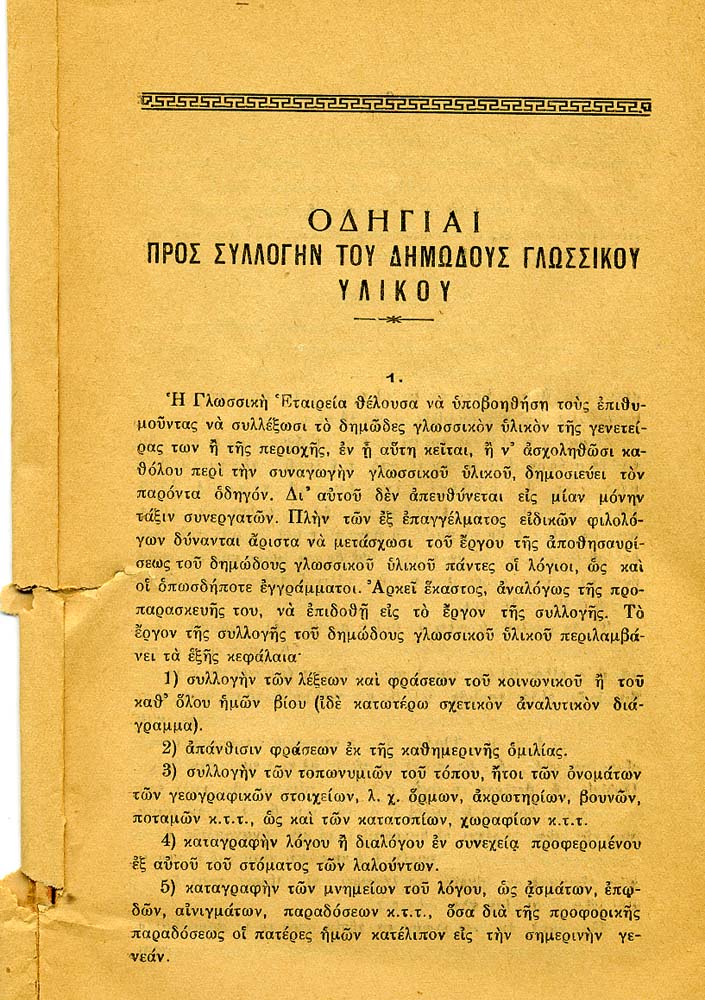 ΟΔΗΓΙΑΙ
ΠΡΟΣ ΣΥΛΛΟΓΗΝ ΤΟΥ ΔΗΜΩΔΟΥΣ ΓΛΩΣΣΙΚΟΥ
ΥΛΙΚΟΥ
1.
Ἡ Γλωσσικὴ Ἑταιρεία θέλουσα νὰ ὑποβοηθήση τοὺς ἐπιθυ-
μοῦντας νὰ συλλέξωσι τὸ δημῶδες γλωσσικὸν ὑλικὸν τῆς γενετεί-
ρας των ἢ τῆς περιοχῆς, ἐν ᾗ αὕτη κεῖται, ἢ ν' ἀσχοληθῶσι κα-
θόλου περὶ τὴν συναγωγὴν γλωσσικοῦ ὑλικοῦ, δημοσιεύει τὸν
παρόντα ὁδηγόν. Δι' αὐτοῦ δὲν ἀπευθύνεται εἰς μίαν μόνην
τάξιν συνεργατῶν. Πλὴν τῶν ἐξ ἐπαγγέλματος εἰδικῶν φιλολό-
γων δύνανται ἄριστα νὰ μετάσχωσι τοῦ ἔργου τῆς ἀποθησαυρί-
σεως τοῦ δημώδους γλωσσικοῦ ὑλικοῦ πάντες οἱ λόγιοι, ὡς καὶ
οἱ ὁπωσδήποτε ἐγγράμματοι. Ἀρκεῖ ἕκαστος, ἀναλόγως τῆς προ-
παρασκευῆς του, νὰ ἐπιδοθῇ εἰς τὸ ἔργον τῆς συλλογῆς. Τὸ
ἔργον τῆς συλλογῆς τοῦ δημώδους γλωσσικοῦ ὑλικοῦ περιλαμβά-
νει τὰ ἑξῆς κεφάλαια·
1) συλλογὴν τῶν λέξεων καὶ φράσεων τοῦ κοινωνικοῦ ἢ τοῦ
καθ' ὅλου ἡμῶν βίου (ἰδὲ κατωτέρω σχετικὸν ἀναλυτικὸν διά-
γραμμα).
2) ἀπάνθισιν φράσεων ἐκ τῆς καθημερινῆς ὁμιλίας.
3) συλλογὴν τῶν τοπωνυμιῶν τοῦ τόπου, ἤτοι τῶν ὀνομάτων
τῶν γεωγραφικῶν στοιχείων, λ. χ. ὅρμων, ἀκρωτηρίων, βουνῶν,
ποταμῶν κ.τ.τ., ὡς καὶ τῶν κατατοπίων, χωραφίων κ.τ.τ.
4) καταγραφὴν λόγου ἢ διαλόγου ἐν συνεχείᾳ προφερομένου
ἐξ αὐτοῦ τοῦ στόματος τῶν λαλούντων.
5) καταγραφὴν τῶν μνημείων τοῦ λόγου, ὡς ᾀσμάτων, ἐπῳ-
δῶν, αἰνιγμάτων, παραδόσεων κ.τ.τ., ὅσα διὰ τῆς προφορικῆς
παραδόσεως οἱ πατέρες ἡμῶν κατέλιπον εἰς τὴν σημερινὴν γε-
νεάν.